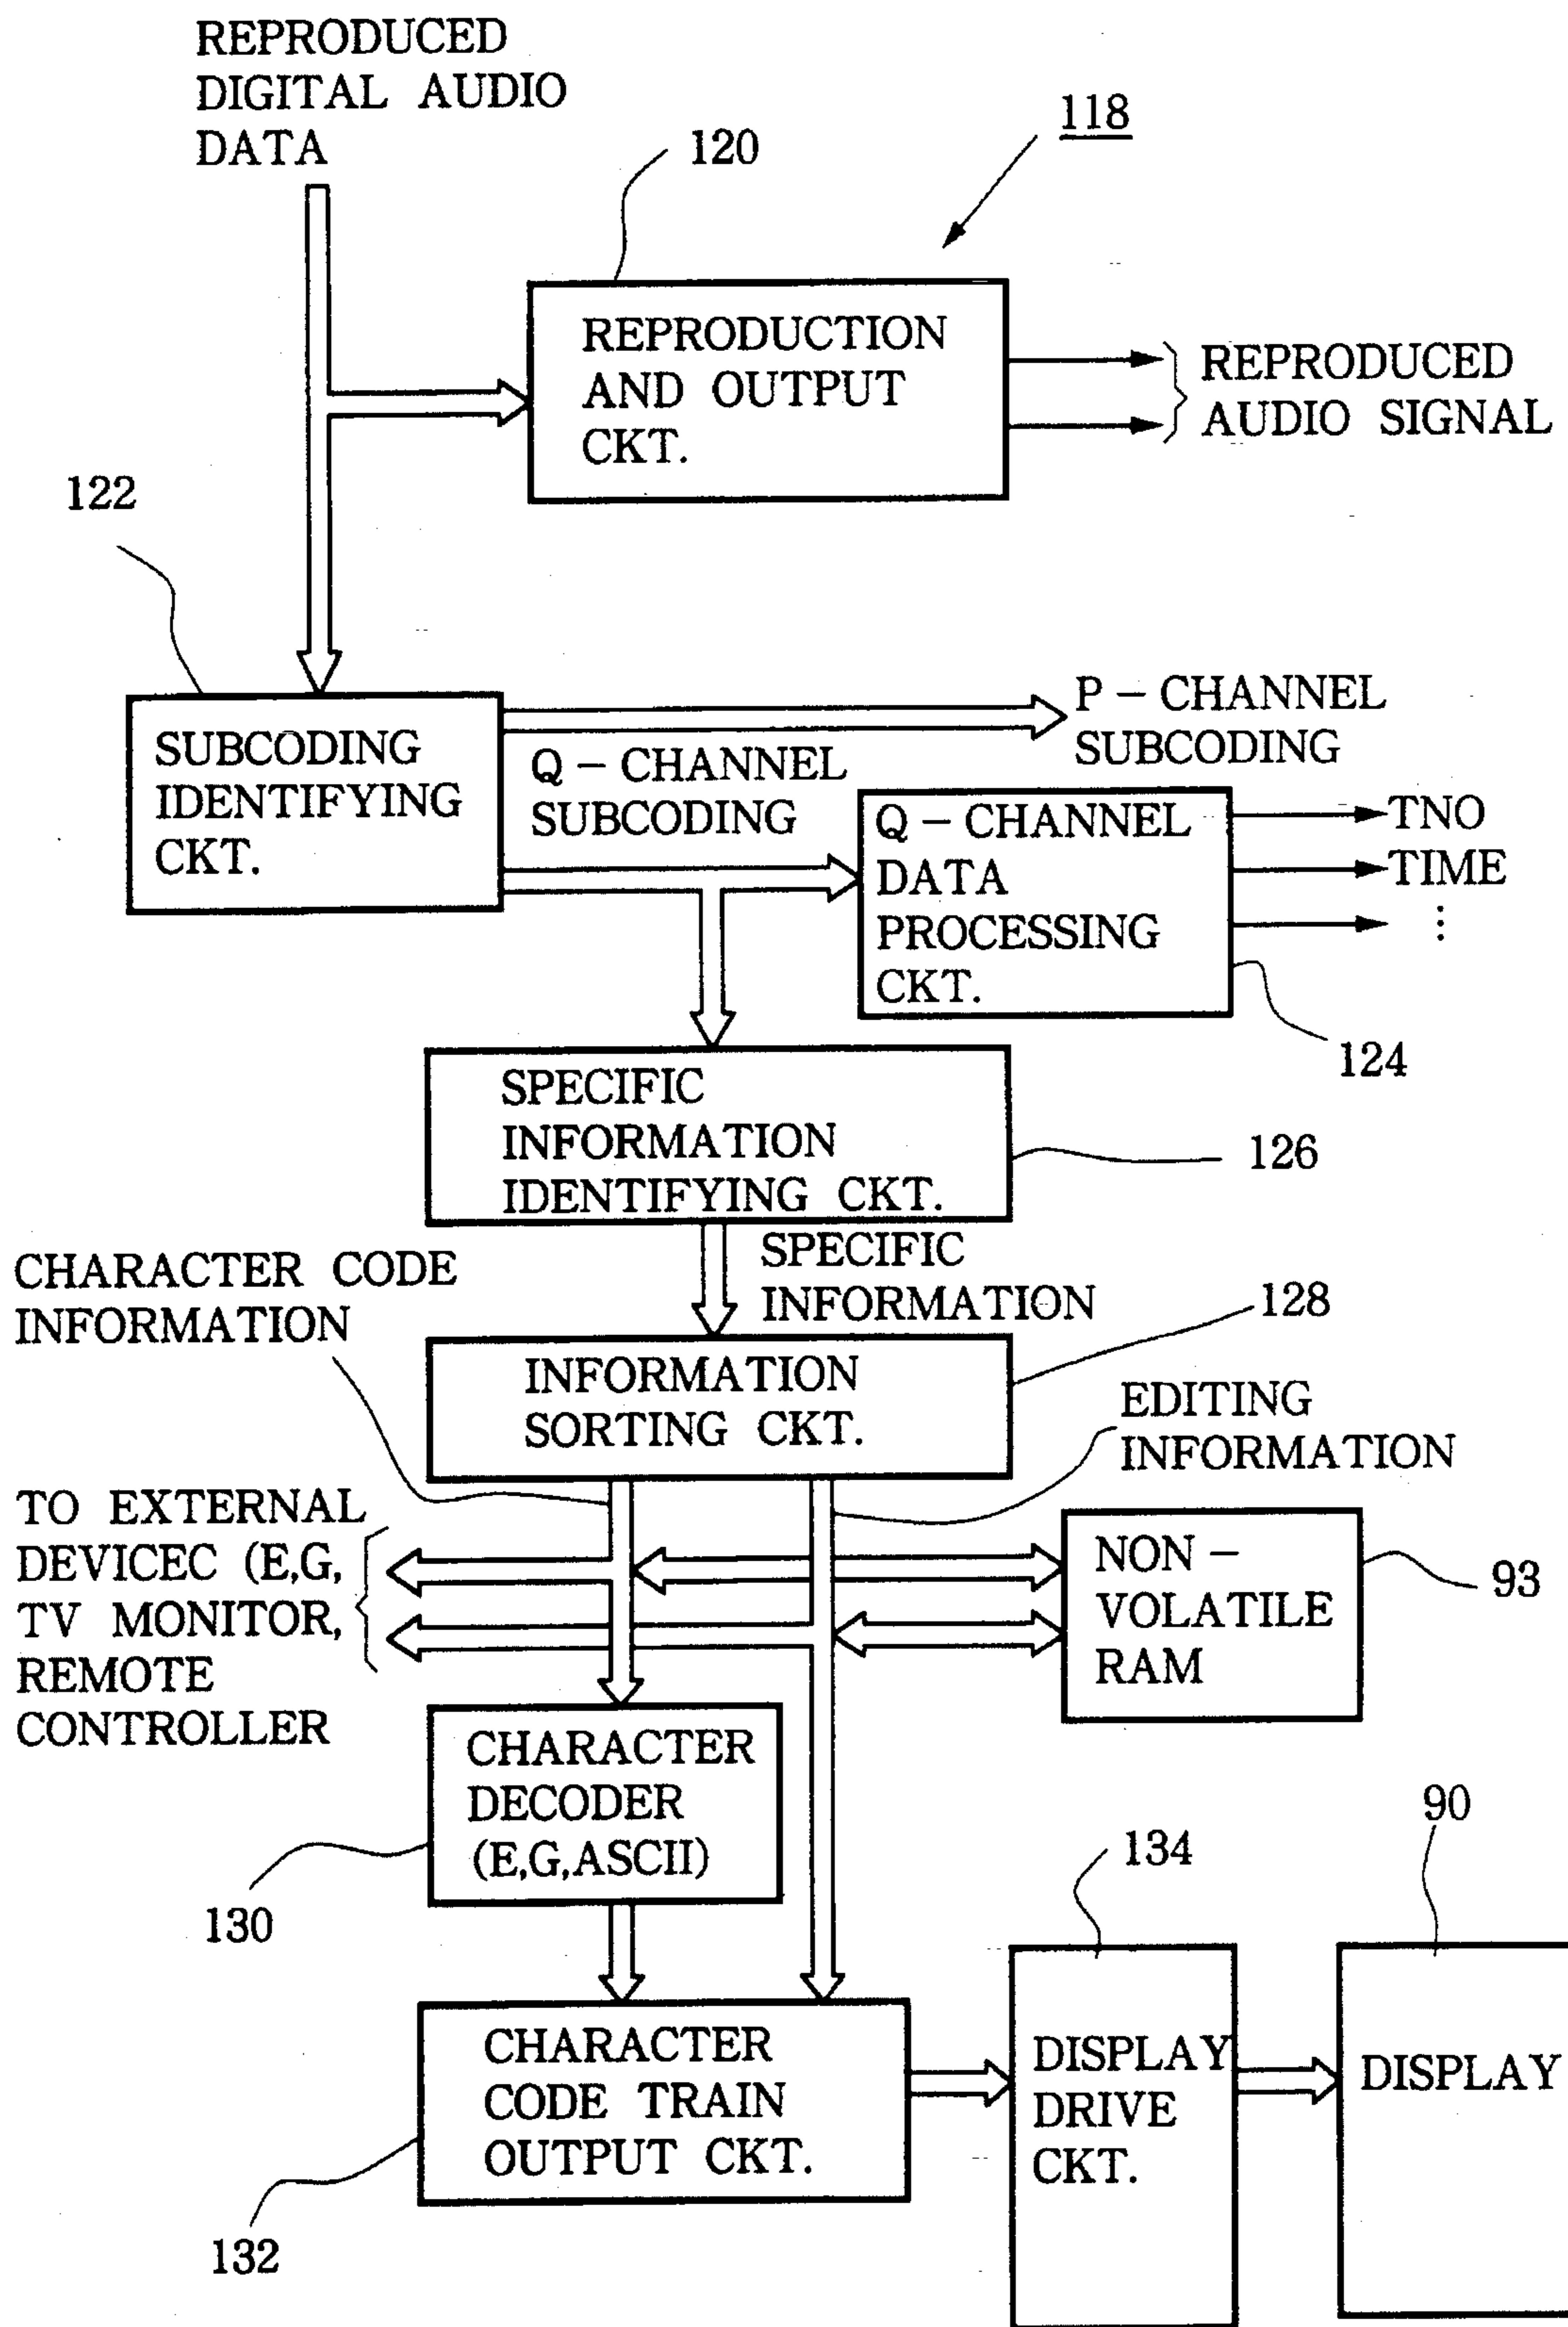 REPRODUCED
DIGITAL AUDIO
DATA
118
120
REPRODUCTION
AND OUTPUT
CKT.
REPRODUCED
AUDIO SIGNAL
122
SUBCODING
IDENTIFYING
CKT.
P - CHANNEL
SUBCODING
Q - CHANNEL
SUBCODING
Q - CHANNEL
DATA
PROCESSING
CKT.
TNO
TIME
⋮
124
SPECIFIC
INFORMATION
IDENTIFYING CKT.
126
SPECIFIC
INFORMATION
CHARACTER CODE
INFORMATION
128
INFORMATION
SORTING CKT.
EDITING
INFORMATION
TO EXTERNAL
DEVICEC (E,G,
TV MONITOR,
REMOTE
CONTROLLER
NON -
VOLATILE
RAM
93
CHARACTER
DECODER
(E,G,ASCII)
130
134
90
CHARACTER
CODE TRAIN
OUTPUT CKT.
132
DISPLAY
DRIVE
CKT.
DISPLAY